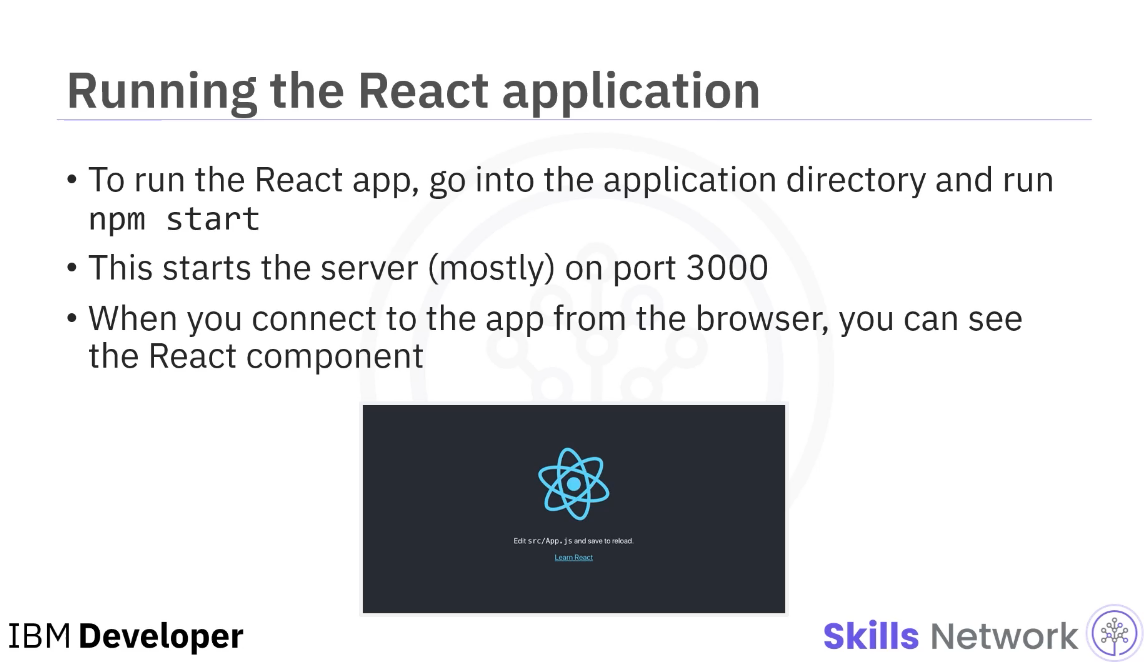 Running the React application
• To run the React app, go into the application directory and run
npm start
• This starts the server (mostly) on port 3000
• When you connect to the app from the browser, you can see
the React component
Edit src/App.js and save to reload.
Learn React
IBM Developer
Skills Network